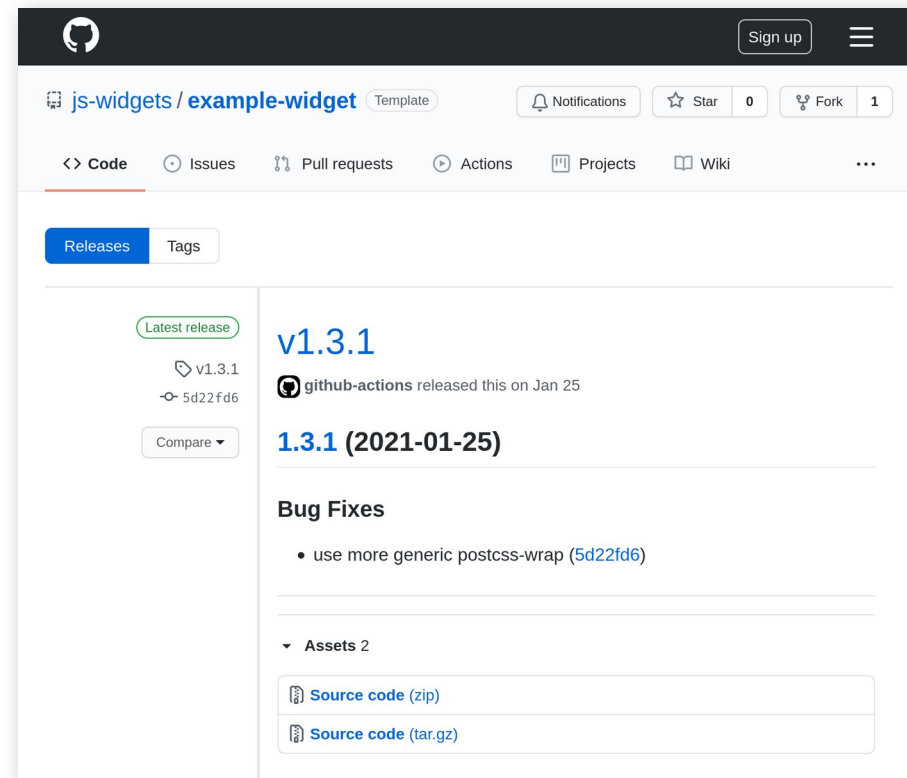 Sign up
js-widgets / example-widget Template
Notifications Star 0 Fork 1
<> Code Issues Pull requests Actions Projects Wiki ...
Releases Tags
Latest release
v1.3.1
5d22fd6
Compare
v1.3.1
github-actions released this on Jan 25
1.3.1 (2021-01-25)
Bug Fixes
• use more generic postcss-wrap (5d22fd6)
Assets 2
Source code (zip)
Source code (tar.gz)